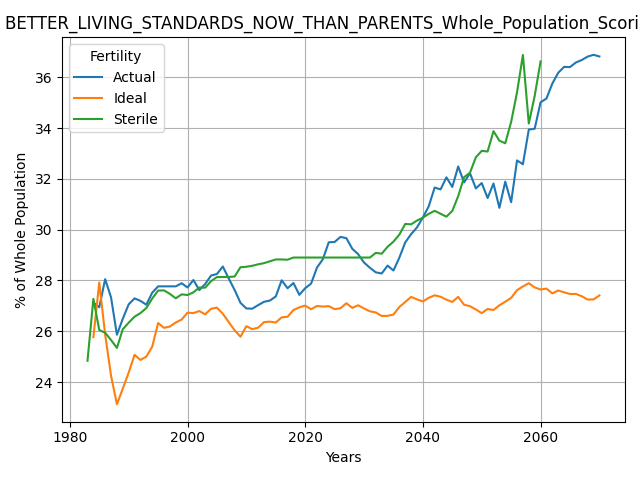 BETTER_LIVING_STANDARDS_NOW_THAN_PARENTS_Whole_Population_Scori
Fertility
Actual
Ideal
Sterile
% of Whole Population
36
34
32
30
28
26
24
1980
2000
2020
2040
2060
Years